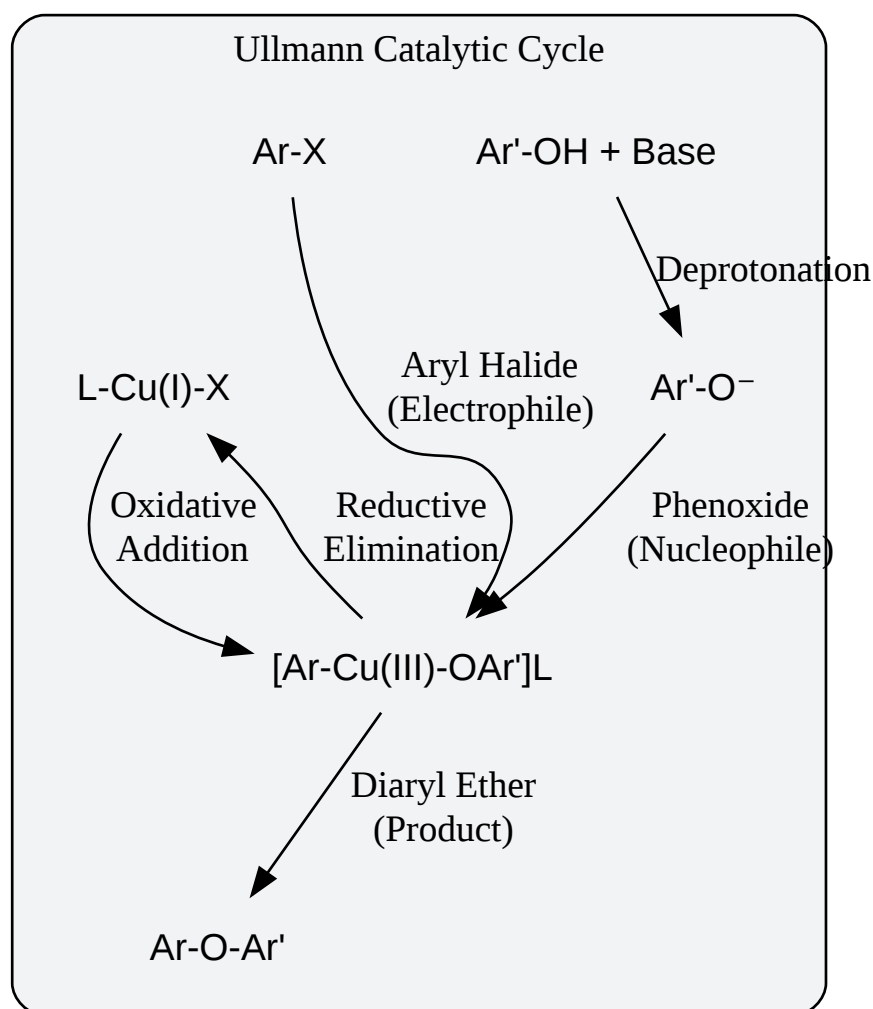 Ullmann Catalytic Cycle
Ar-X
Ar'-OH + Base
Deprotonation
Aryl Halide
(Electrophile)
L-Cu(I)-X
Ar'-O⁻
Oxidative
Addition
Reductive
Elimination
Phenoxide
(Nucleophile)
[Ar-Cu(III)-OAr']L
Diaryl Ether
(Product)
Ar-O-Ar'